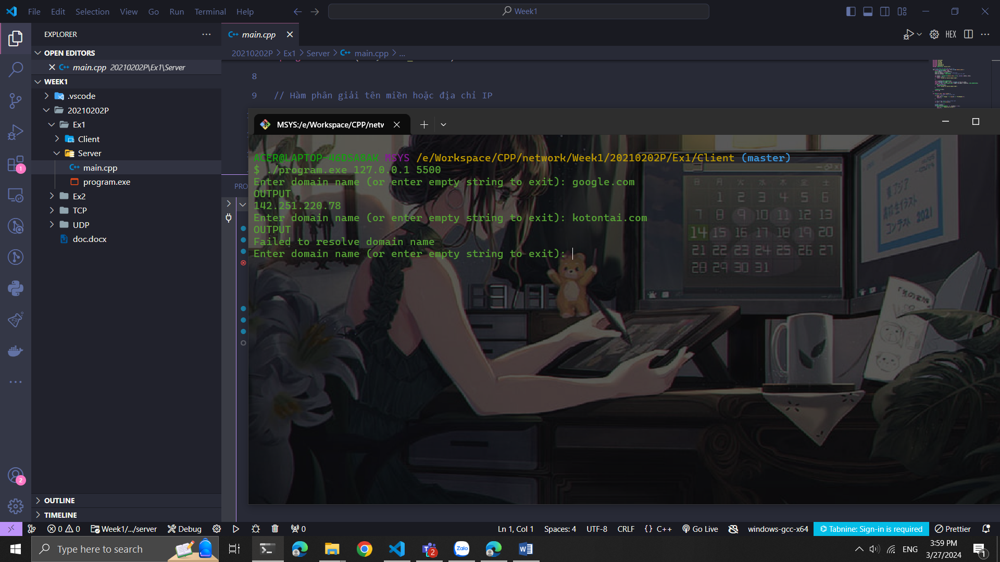 File Edit Selection View Go Run Terminal Help
Week1
EXPLORER
main.cpp
HEX
OPEN EDITORS
main.cpp 20210202P\Ex1\Server
20210202P > Ex1 > Server > main.cpp > ...
WEEK1
.vscode
20210202P
Ex1
Client
Server
main.cpp
program.exe
Ex2
TCP
UDP
doc.docx
8
9 // Hàm phân giải tên miền hoặc địa chỉ IP
PRO
MSYS:/e/Workspace/CPP/netw
ACER@LAPTOP-46DSA8AK MSYS /e/Workspace/CPP/network/Week1/20210202P/Ex1/Client (master)
$ ./program.exe 127.0.0.1 5500
Enter domain name (or enter empty string to exit): google.com
OUTPUT
142.251.220.78
Enter domain name (or enter empty string to exit): kotontai.com
OUTPUT
Failed to resolve domain name
Enter domain name (or enter empty string to exit):
1 2 3 4 5 6
7 8 9 10 11 12 13
14 15 16 17 18 19 20
21 22 23 24 25 26 27
28 29 30 31
1
2
OUTLINE
TIMELINE
0 0 Week1/.../server Debug 0 Ln 1, Col 1 Spaces: 4 UTF-8 CRLF {} C++ Go Live windows-gcc-x64 Tabnine: Sign-in is required Prettier
Type here to search
2
Zalo
ENG
3:59 PM
3/27/2024
1